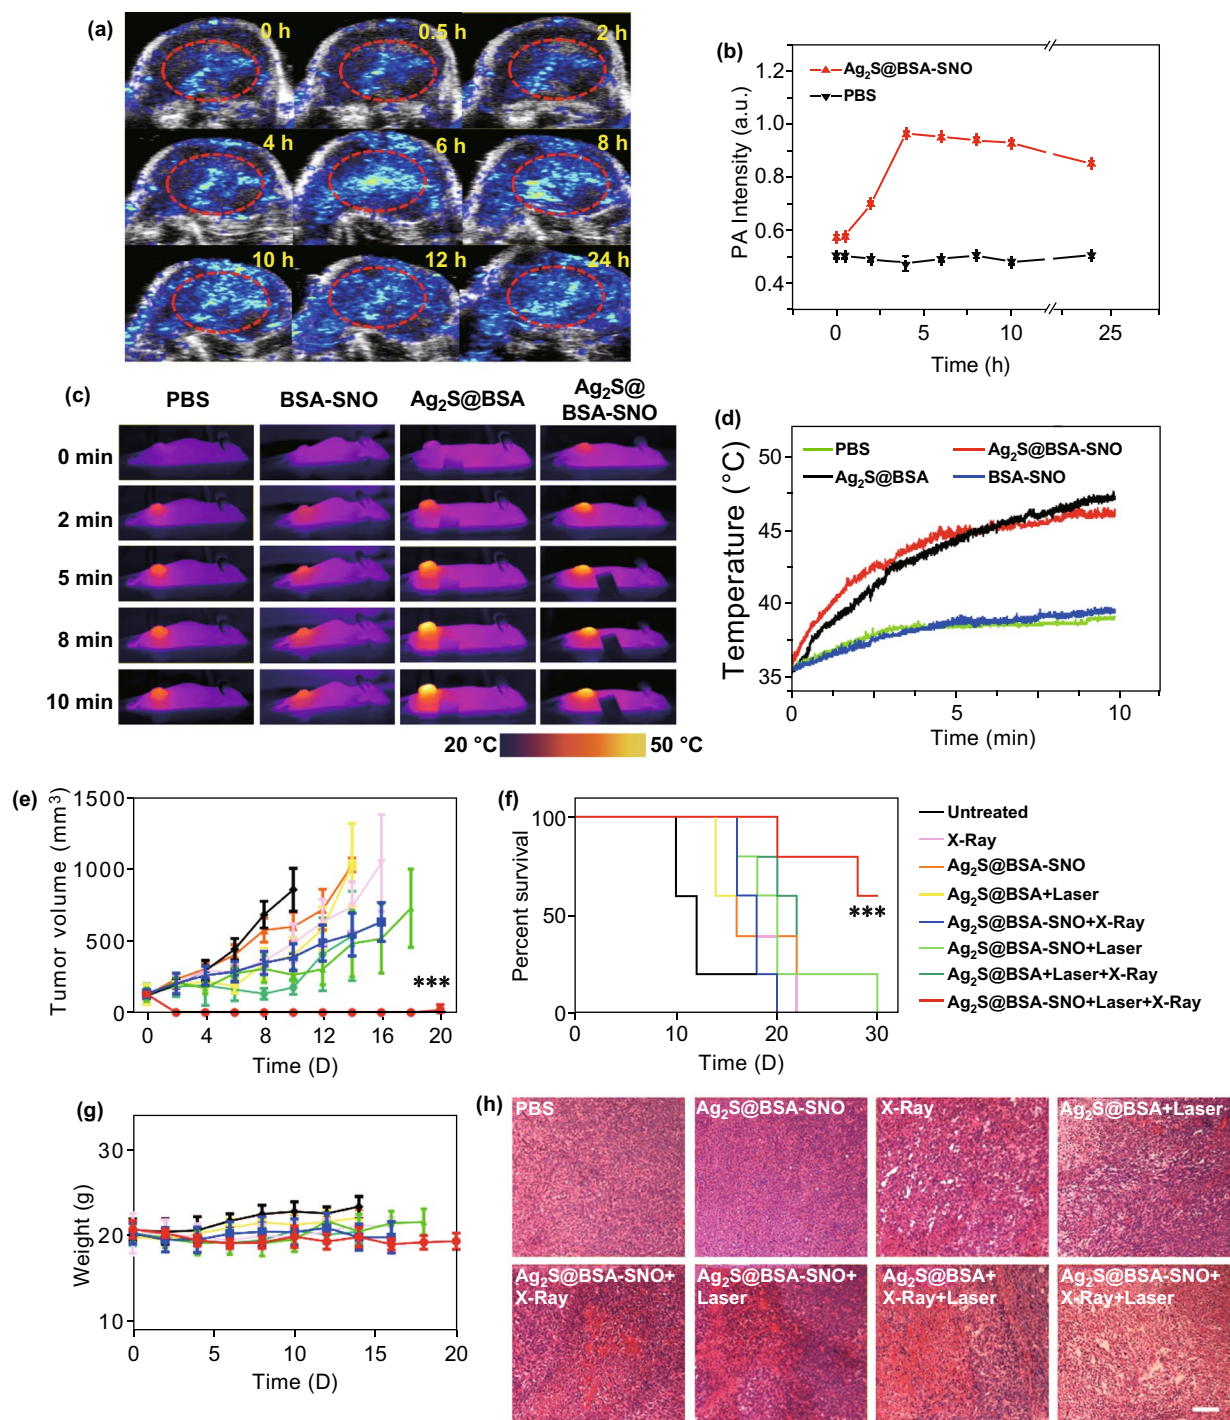 (a)
0 h
0.5 h
2 h
4 h
6 h
8 h
10 h
12 h
24 h
(b)
Ag₂S@BSA-SNO
PBS
PA Intensity (a.u.)
1.2
1.0
0.8
0.6
0.4
0 5 10 25
Time (h)
(c)
PBS
BSA-SNO
Ag₂S@BSA
Ag₂S@
BSA-SNO
0 min
2 min
5 min
8 min
10 min
20 °C
50 °C
(d)
PBS
Ag₂S@BSA-SNO
Ag₂S@BSA
BSA-SNO
Temperature (°C)
50
45
40
35
0 5 10
Time (min)
(e)
Tumor volume (mm³)
1500
1000
500
0
***
0 4 8 12 16 20
Time (D)
(f)
Percent survival
100
50
0
***
0 10 20 30
Time (D)
Untreated
X-Ray
Ag₂S@BSA-SNO
Ag₂S@BSA+Laser
Ag₂S@BSA-SNO+X-Ray
Ag₂S@BSA-SNO+Laser
Ag₂S@BSA+Laser+X-Ray
Ag₂S@BSA-SNO+Laser+X-Ray
(g)
Weight (g)
30
20
10
0 5 10 15 20
Time (D)
(h)
PBS
Ag₂S@BSA-SNO
X-Ray
Ag₂S@BSA+Laser
Ag₂S@BSA-SNO+
X-Ray
Ag₂S@BSA-SNO+
Laser
Ag₂S@BSA+
X-Ray+Laser
Ag₂S@BSA-SNO+
X-Ray+Laser